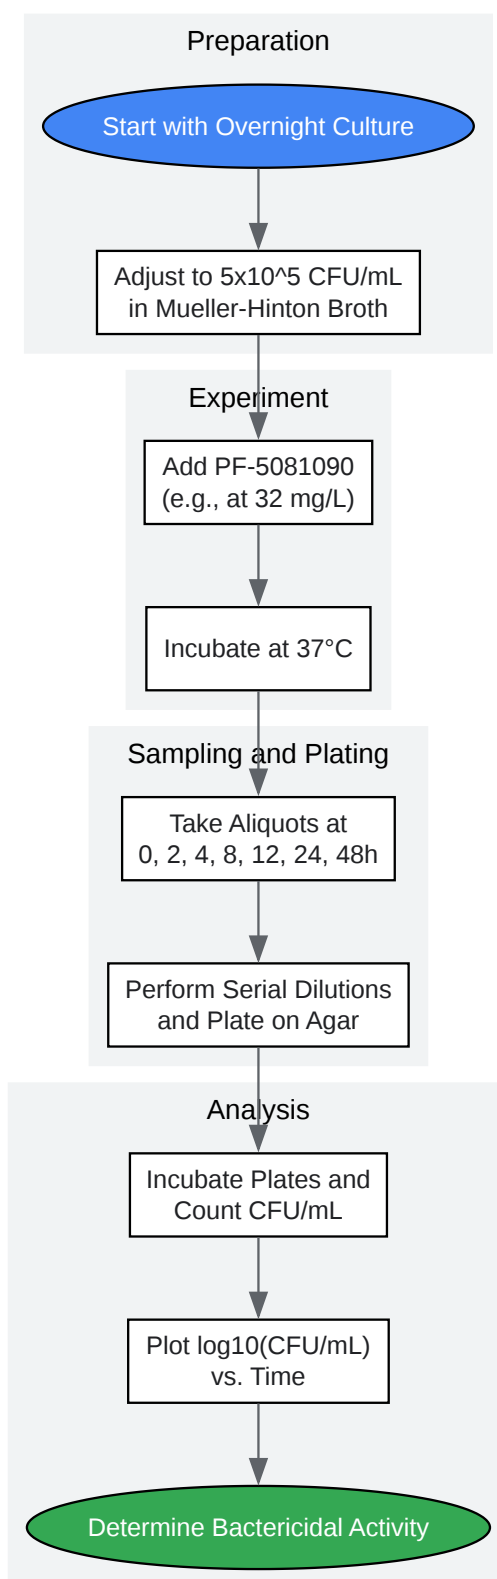 Preparation
Start with Overnight Culture
Adjust to 5x10^5 CFU/mL
in Mueller-Hinton Broth
Experiment
Add PF-5081090
(e.g., at 32 mg/L)
Incubate at 37°C
Sampling and Plating
Take Aliquots at
0, 2, 4, 8, 12, 24, 48h
Perform Serial Dilutions
and Plate on Agar
Analysis
Incubate Plates and
Count CFU/mL
Plot log10(CFU/mL)
vs. Time
Determine Bactericidal Activity